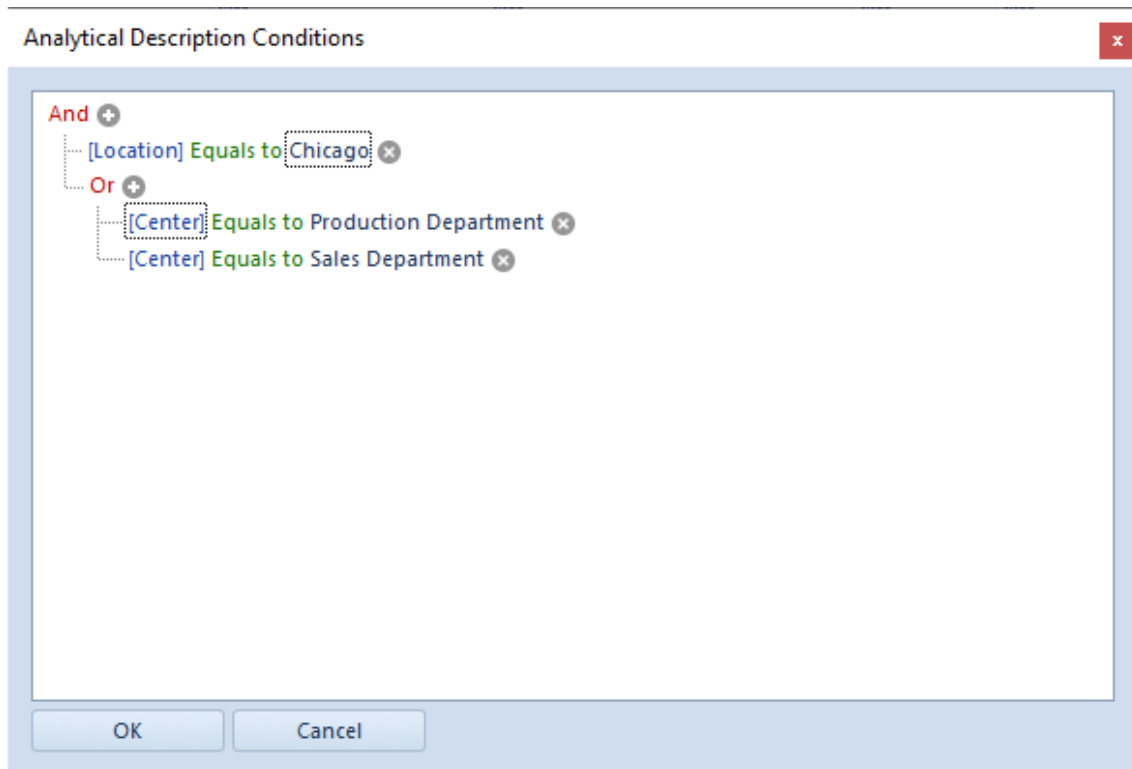 Analytical Description Conditions
x
And
[Location] Equals to Chicago
Or
[Center] Equals to Production Department
[Center] Equals to Sales Department
OK Cancel